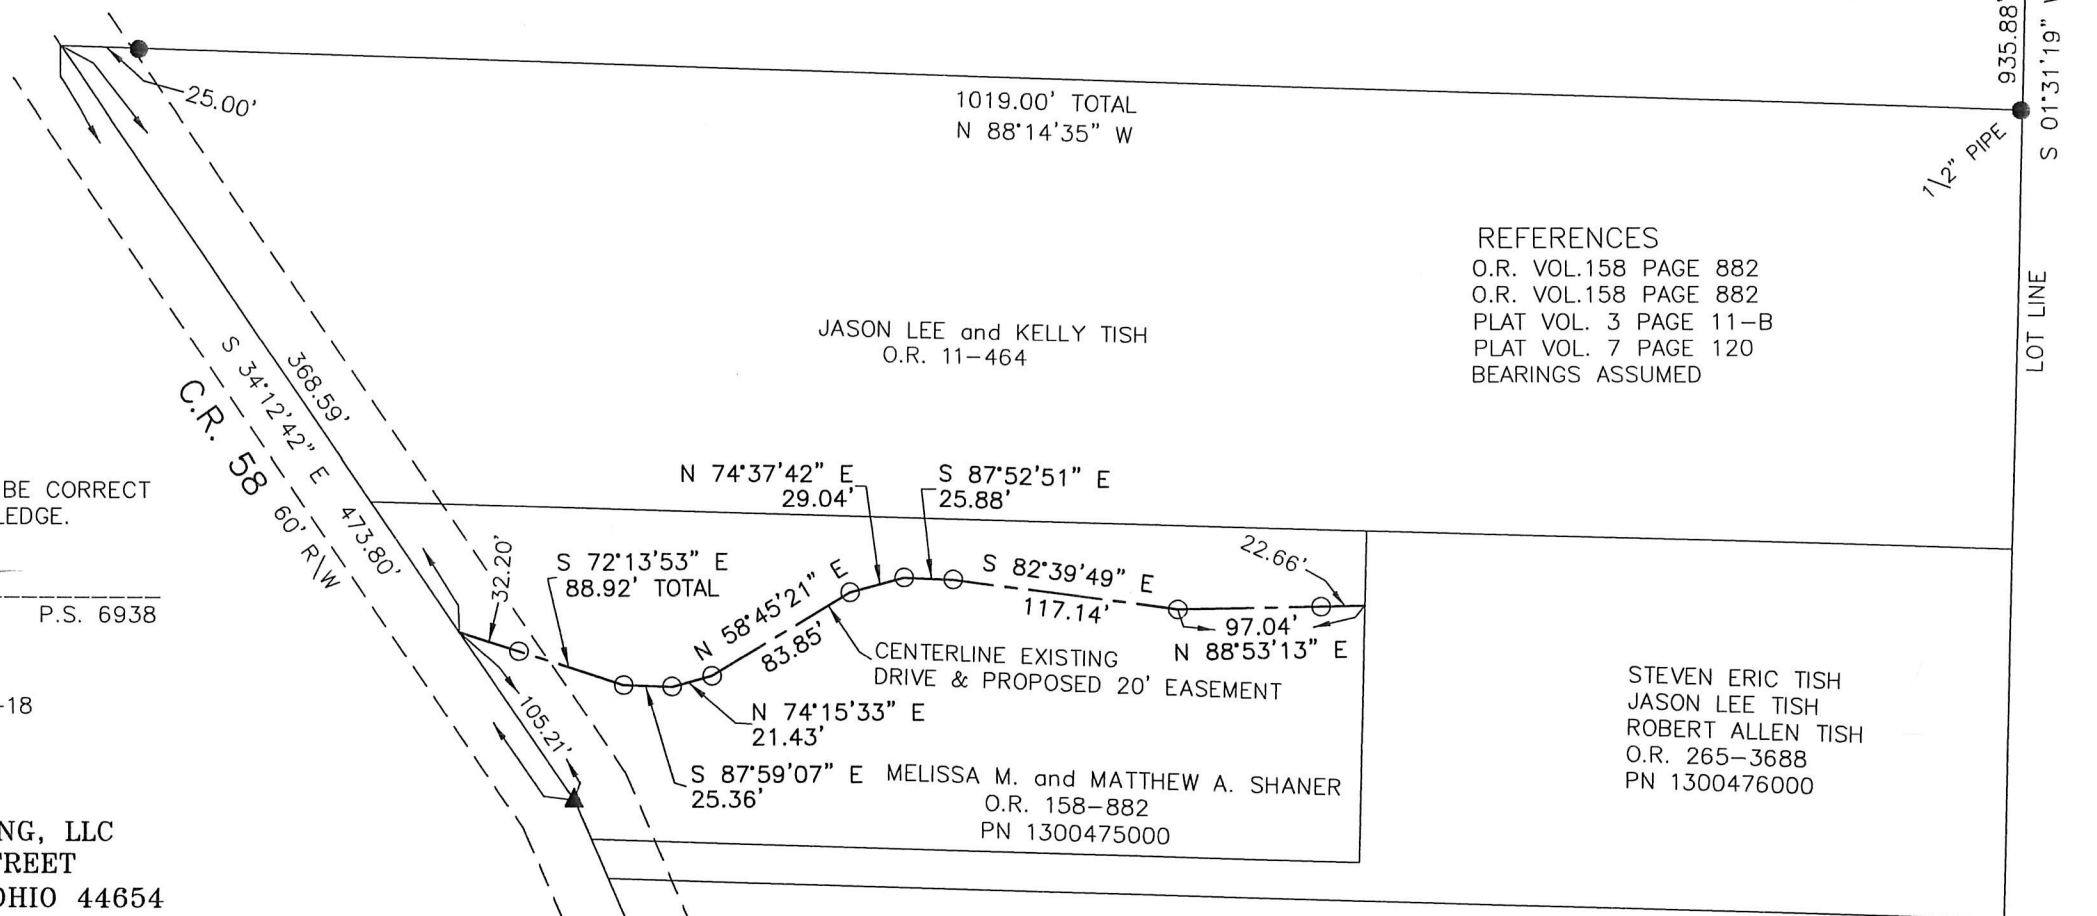 935.88'
S 01°31'19" W
25.00'
1019.00' TOTAL
N 88°14'35" W
1\2" PIPE
REFERENCES
O.R. VOL.158 PAGE 882
O.R. VOL.158 PAGE 882
PLAT VOL. 3 PAGE 11-B
PLAT VOL. 7 PAGE 120
BEARINGS ASSUMED
LOT LINE
JASON LEE and KELLY TISH
O.R. 11-464
368.59'
S 34°12'42" E 473.80'
C.R. 58 60' R\W
BE CORRECT
LEDGE.
P.S. 6938
-18
N 74°37'42" E
29.04'
S 87°52'51" E
25.88'
32.20'
S 72°13'53" E
88.92' TOTAL
N 58°45'21" E
83.85'
S 82°39'49" E
117.14'
22.66'
97.04'
N 88°53'13" E
CENTERLINE EXISTING
DRIVE & PROPOSED 20' EASEMENT
105.21'
N 74°15'33" E
21.43'
S 87°59'07" E
25.36'
MELISSA M. and MATTHEW A. SHANER
O.R. 158-882
PN 1300475000
STEVEN ERIC TISH
JASON LEE TISH
ROBERT ALLEN TISH
O.R. 265-3688
PN 1300476000
NG, LLC
TREET
OHIO 44654